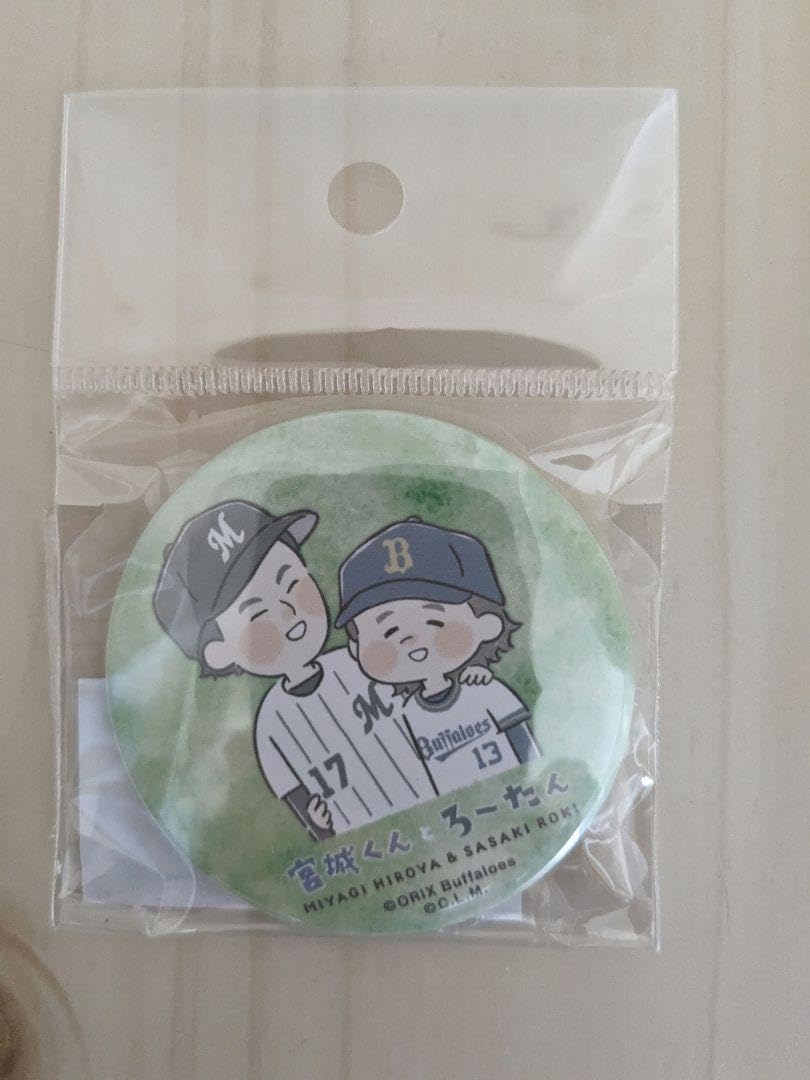 M
B
M
17
Buffaloes
13
宮城くんとろーたん
MIYAGI HIROYA & SASAKI ROKI
©ORIX Buffaloes
©C.L.M.